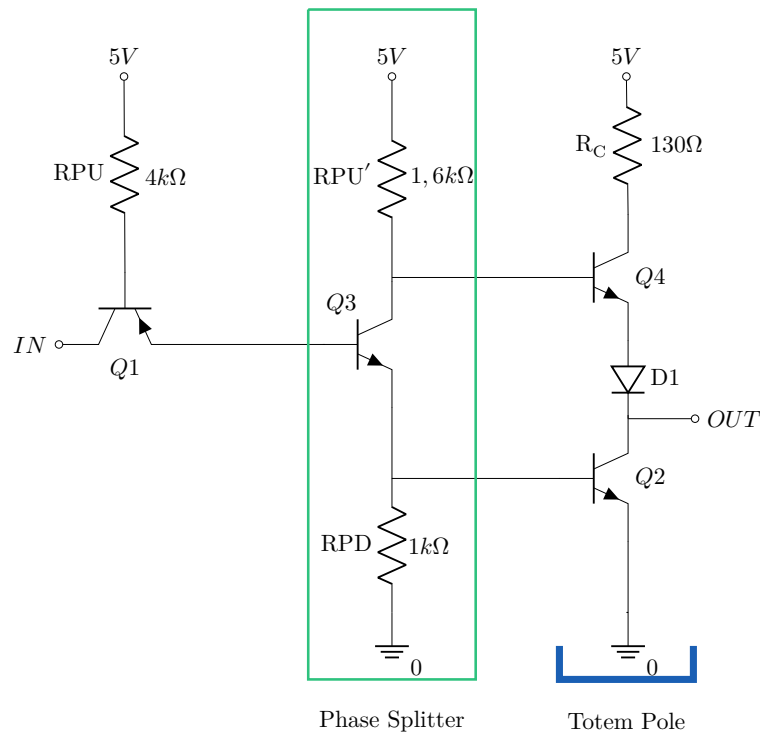 5V
5V
5V
RPU
4kΩ
RPU′
1,6kΩ
R_C
130Ω
Q3
Q4
IN
Q1
D1
OUT
Q2
RPD
1kΩ
0
0
Phase Splitter
Totem Pole